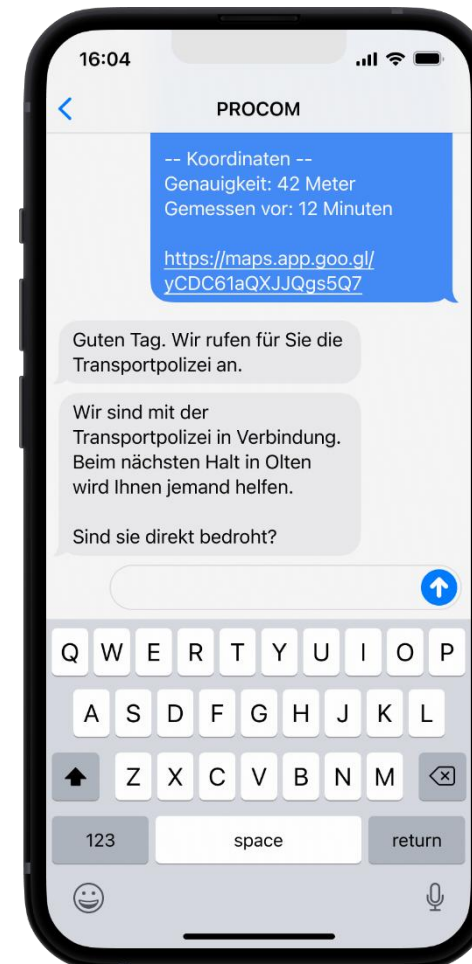 16:04
PROCOM
-- Koordinaten --
Genauigkeit: 42 Meter
Gemessen vor: 12 Minuten
https://maps.app.goo.gl/
yCDC61aQXJJQgs5Q7
Guten Tag. Wir rufen für Sie die
Transportpolizei an.
Wir sind mit der
Transportpolizei in Verbindung.
Beim nächsten Halt in Olten
wird Ihnen jemand helfen.
Sind sie direkt bedroht?
Q W E R T Y U I O P
A S D F G H J K L
Z X C V B N M
123 space return